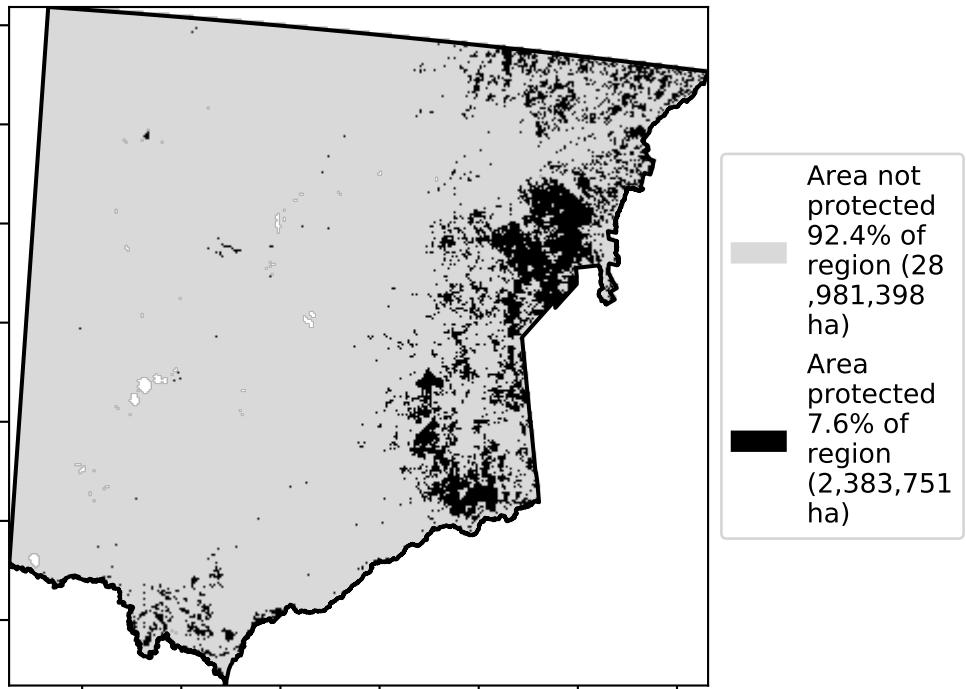 Area not
protected
92.4% of
region (28
,981,398
ha)
Area
protected
7.6% of
region
(2,383,751
ha)